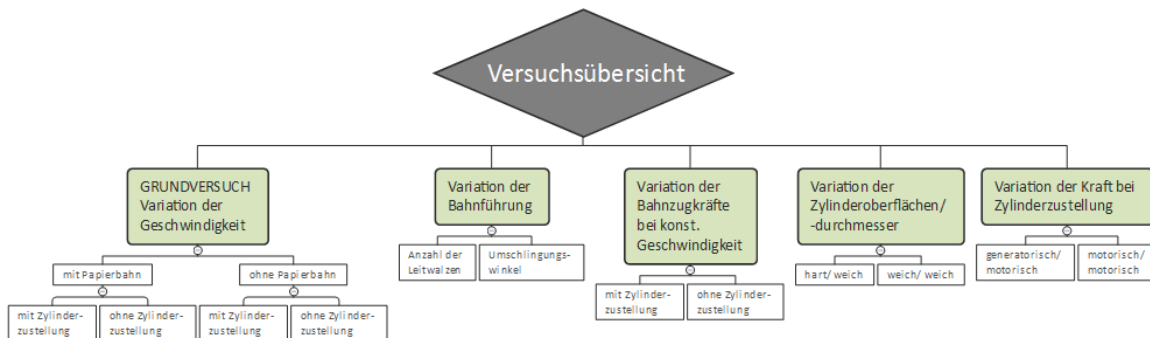 Versuchsübersicht
GRUNDVERSUCH
Variation der
Geschwindigkeit
Variation der
Bahnführung
Variation der
Bahnzugkräfte
bei konst.
Geschwindigkeit
Variation der
Zylinderoberflächen/
-durchmesser
Variation der Kraft bei
Zylinderzustellung
mit Papierbahn
ohne Papierbahn
Anzahl der
Leitwalzen
Umschlingungs-
winkel
hart/ weich
weich/ weich
generatorisch/
motorisch
motorisch/
motorisch
mit Zylinder-
zustellung
ohne Zylinder-
zustellung
mit Zylinder-
zustellung
ohne Zylinder-
zustellung
mit Zylinder-
zustellung
ohne Zylinder-
zustellung